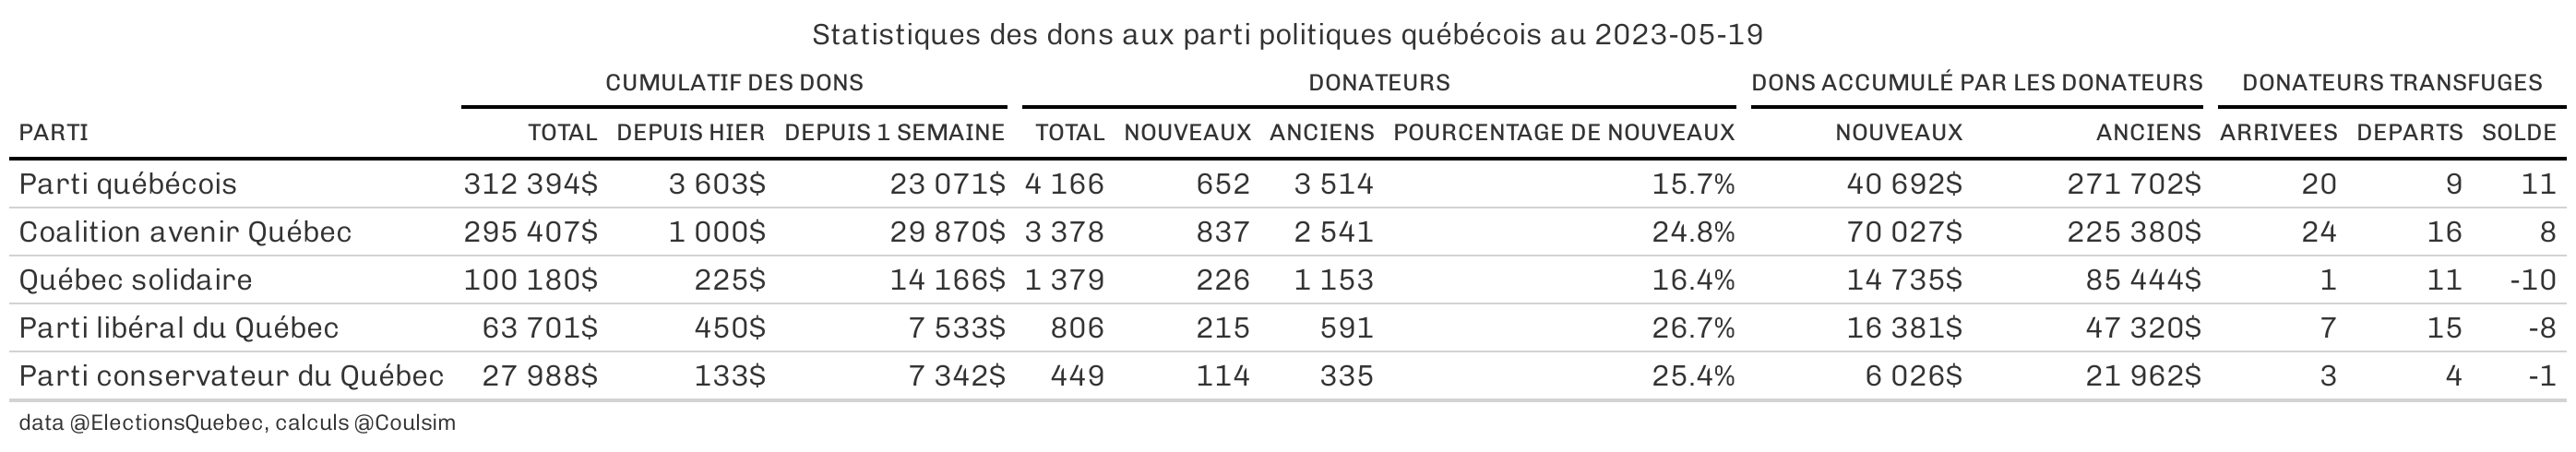 Statistiques des dons aux parti politiques québécois au 2023-05-19
CUMULATIF DES DONS DONATEURS DONS ACCUMULÉ PAR LES DONATEURS DONATEURS TRANSFUGES
PARTI TOTAL DEPUIS HIER DEPUIS 1 SEMAINE TOTAL NOUVEAUX ANCIENS POURCENTAGE DE NOUVEAUX NOUVEAUX ANCIENS ARRIVEES DEPARTS SOLDE
Parti québécois 312 394$ 3 603$ 23 071$ 4 166 652 3 514 15.7% 40 692$ 271 702$ 20 9 11
Coalition avenir Québec 295 407$ 1 000$ 29 870$ 3 378 837 2 541 24.8% 70 027$ 225 380$ 24 16 8
Québec solidaire 100 180$ 225$ 14 166$ 1 379 226 1 153 16.4% 14 735$ 85 444$ 1 11 -10
Parti libéral du Québec 63 701$ 450$ 7 533$ 806 215 591 26.7% 16 381$ 47 320$ 7 15 -8
Parti conservateur du Québec 27 988$ 133$ 7 342$ 449 114 335 25.4% 6 026$ 21 962$ 3 4 -1
data @ElectionsQuebec, calculs @Coulsim